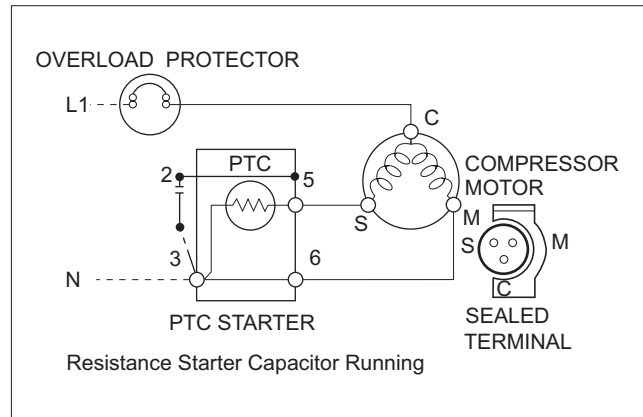 OVERLOAD PROTECTOR
L1
C
2
PTC
5
COMPRESSOR
MOTOR
S
M
S
M
3
6
N
C
PTC STARTER
SEALED
TERMINAL
Resistance Starter Capacitor Running